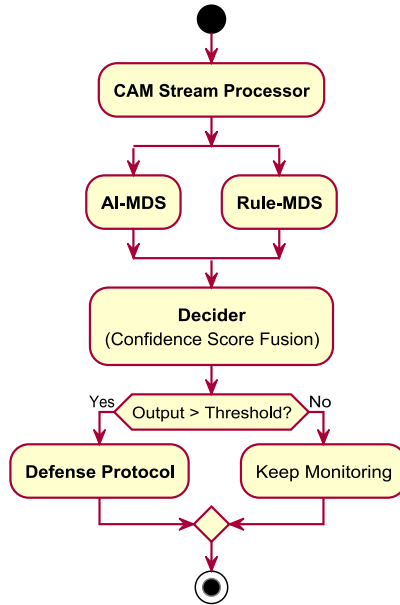 CAM Stream Processor
AI-MDS
Rule-MDS
Decider
(Confidence Score Fusion)
Yes
Output > Threshold?
No
Defense Protocol
Keep Monitoring